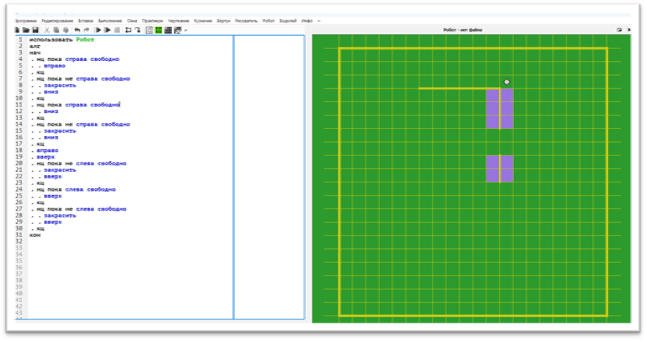 Программа Редактирование Вставка Выполнение Окна Практикум Черчение Кузнечик Вертун Рисователь Робот Водолей Инфо
Робот - нет файла
1 использовать Робот
2 алг
3 нач
4 . нц пока справа свободно
5 . . вправо
6 . кц
7 . нц пока не справа свободно
8 . . закрасить
9 . . вниз
10 . кц
11 . нц пока справа свободно
12 . . вниз
13 . кц
14 . нц пока не справа свободно
15 . . закрасить
16 . . вниз
17 . кц
18 . вправо
19 . вверх
20 . нц пока не слева свободно
21 . . закрасить
22 . . вверх
23 . кц
24 . нц пока слева свободно
25 . . вверх
26 . кц
27 . нц пока не слева свободно
28 . . закрасить
29 . . вверх
30 . кц
31 кон
32
33
34
35
36
37
38
39
40
41
42
43